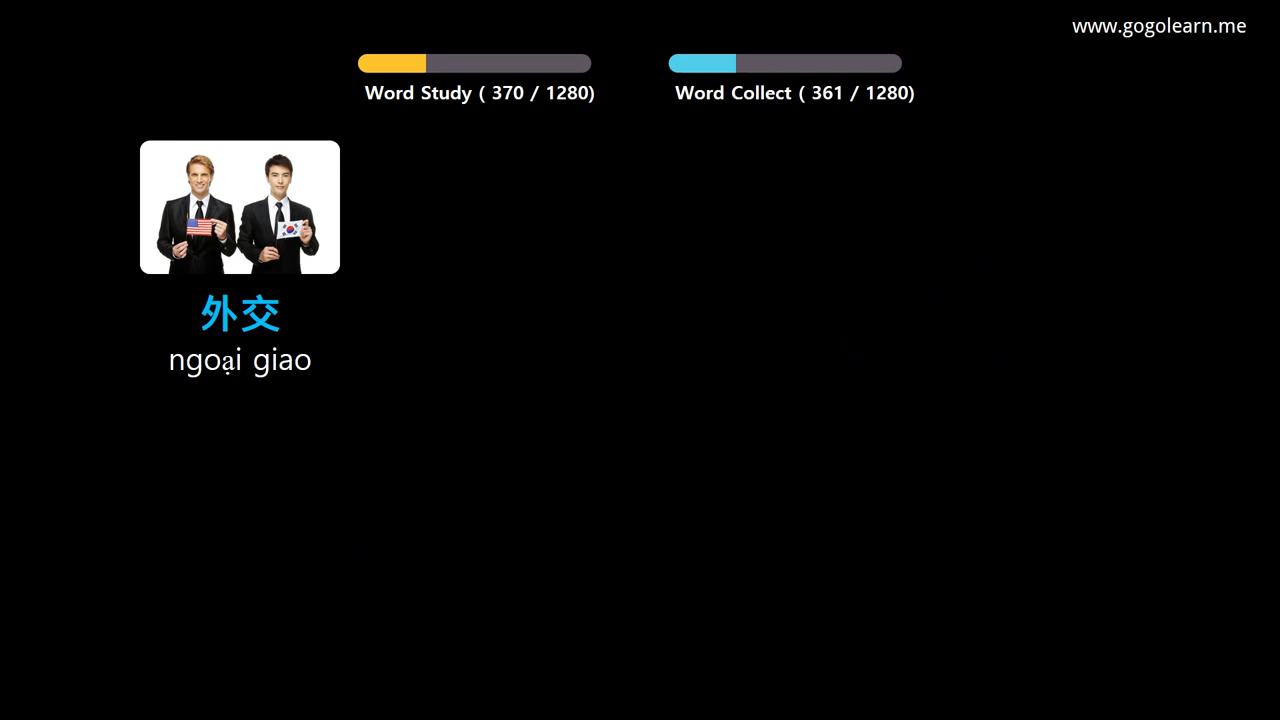 www.gogolearn.me
Word Study ( 370 / 1280)
Word Collect ( 361 / 1280)
外交
ngoại giao